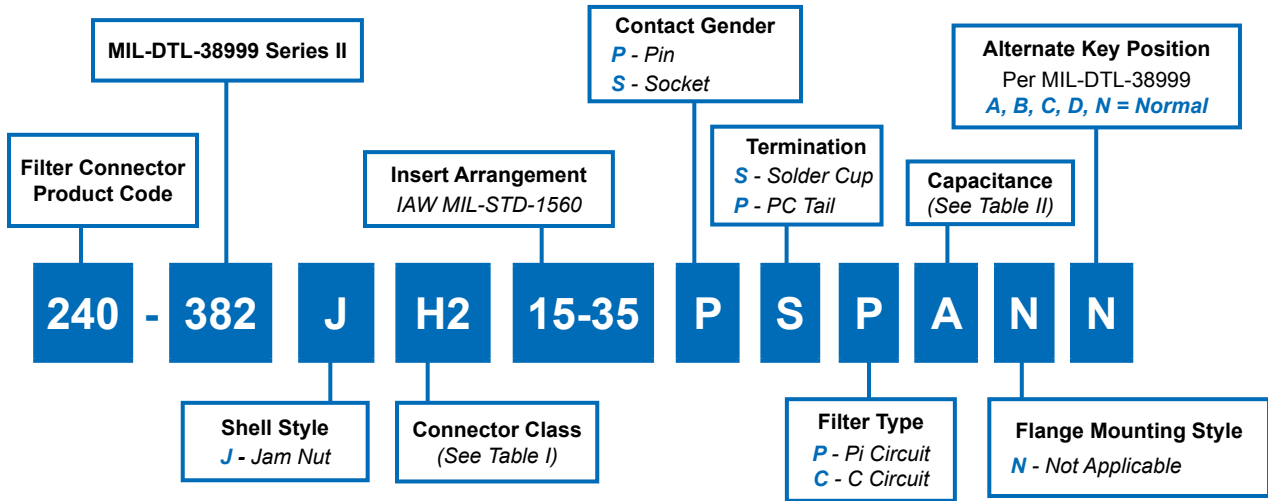 MIL-DTL-38999 Series II
Contact Gender
P - Pin
S - Socket
Alternate Key Position
Per MIL-DTL-38999
A, B, C, D, N = Normal
Filter Connector
Product Code
Insert Arrangement
IAW MIL-STD-1560
Termination
S - Solder Cup
P - PC Tail
Capacitance
(See Table II)
240 - 382 J H2 15-35 P S P A N N
Shell Style
J - Jam Nut
Connector Class
(See Table I)
Filter Type
P - Pi Circuit
C - C Circuit
Flange Mounting Style
N - Not Applicable